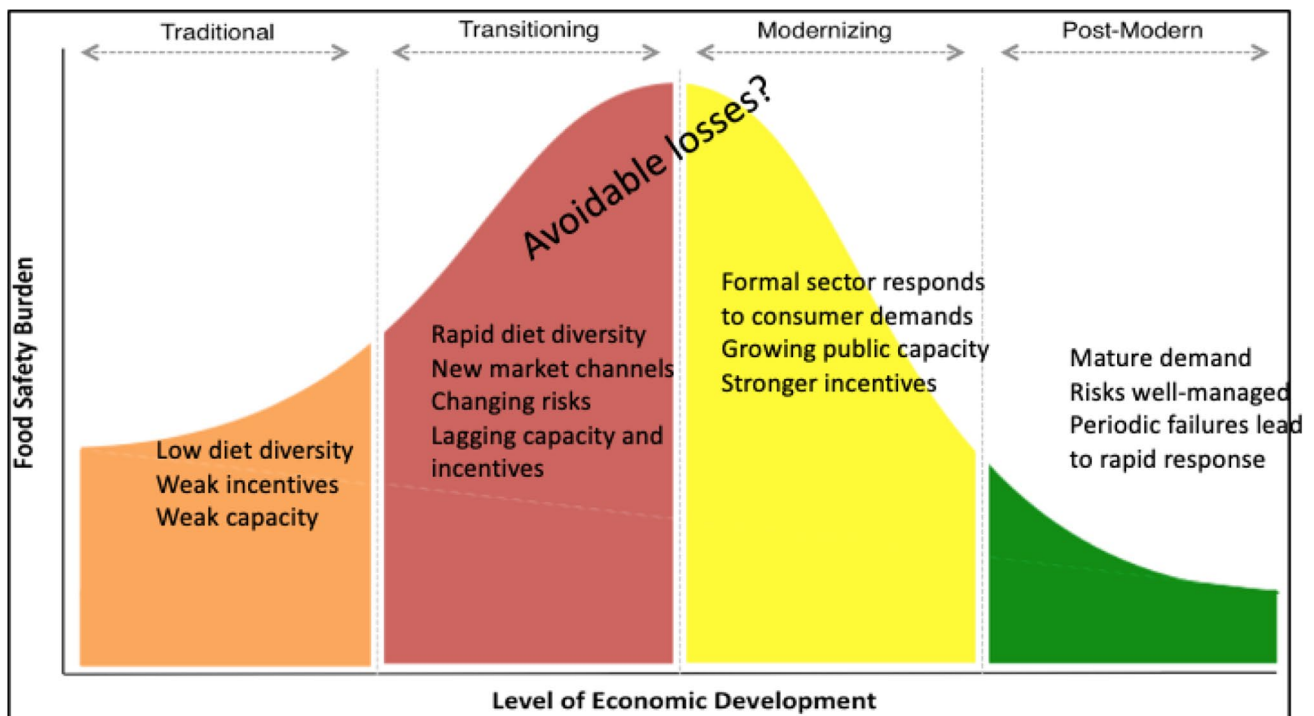 Traditional
Transitioning
Modernizing
Post-Modern
Avoidable losses?
Food Safety Burden
Low diet diversity
Weak incentives
Weak capacity
Rapid diet diversity
New market channels
Changing risks
Lagging capacity and
incentives
Formal sector responds
to consumer demands
Growing public capacity
Stronger incentives
Mature demand
Risks well-managed
Periodic failures lead
to rapid response
Level of Economic Development